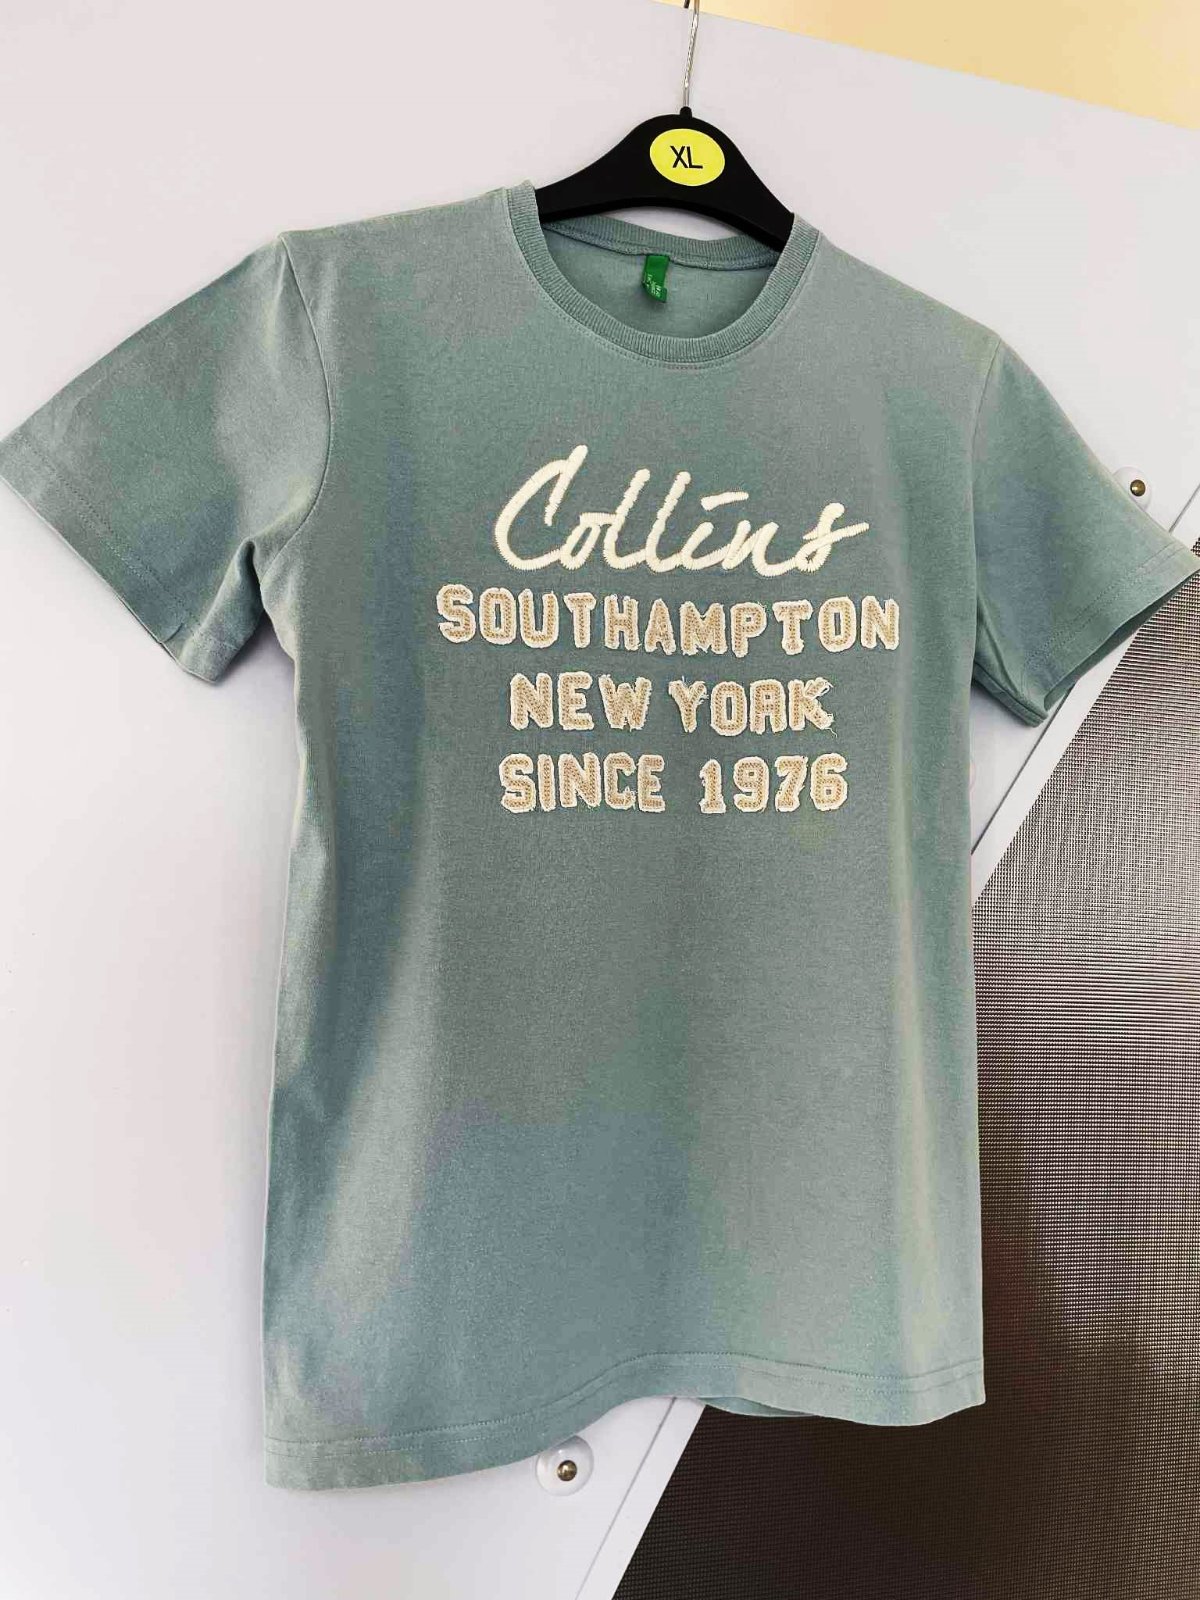 XL
Collins
SOUTHAMPTON
NEW YORK
SINCE 1976